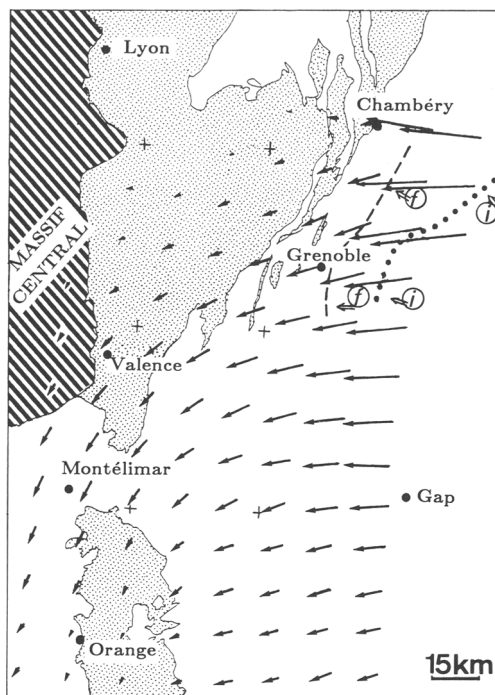 Lyon
Chambéry
f
i
MASSIF
CENTRAL
Grenoble
f
i
Valence
Montélimar
Gap
Orange
15km